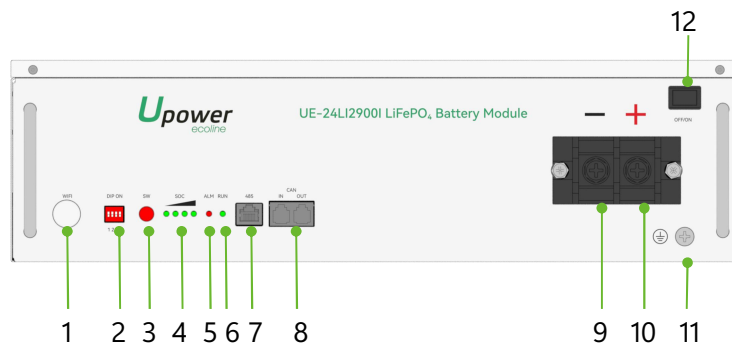 12
Upower
ecoline
UE-24LI2900I LiFePO₄ Battery Module
− +
OFF/ON
WIFI
DIP ON
SW
SOC
ALM RUN
485
CAN
IN OUT
1 2
1 2 3 4 5 6 7 8 9 10 11